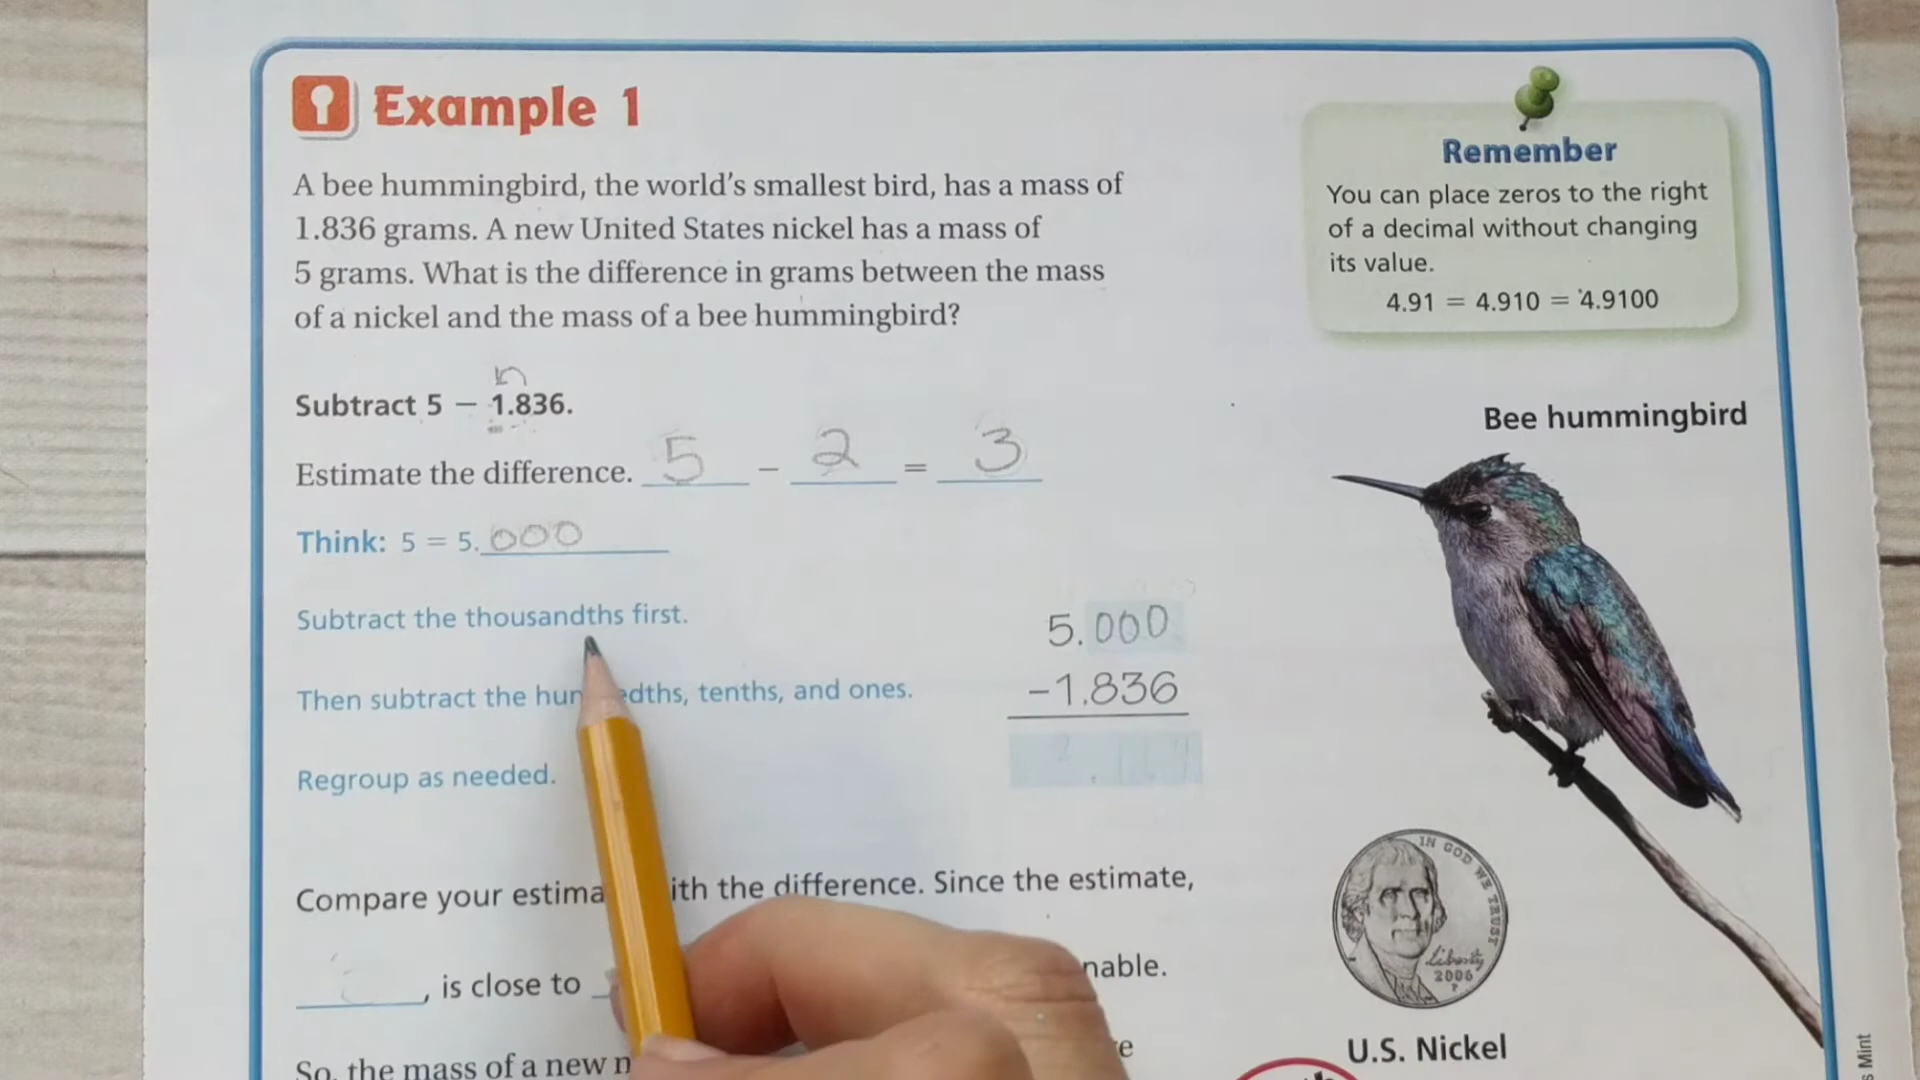 Example 1
A bee hummingbird, the world's smallest bird, has a mass of
1.836 grams. A new United States nickel has a mass of
5 grams. What is the difference in grams between the mass
of a nickel and the mass of a bee hummingbird?
Remember
You can place zeros to the right
of a decimal without changing
its value.
4.91 = 4.910 = 4.9100
Subtract 5 − 1.836.
Estimate the difference. 5 − 2 = 3
Think: 5 = 5.000
Subtract the thousandths first.
Then subtract the hundredths, tenths, and ones.
Regroup as needed.
5.000
−1.836
Compare your estimate with the difference. Since the estimate,
, is close to
So, the mass of a new
Bee hummingbird
IN GOD WE TRUST
Liberty
2006
P
U.S. Nickel
Mint